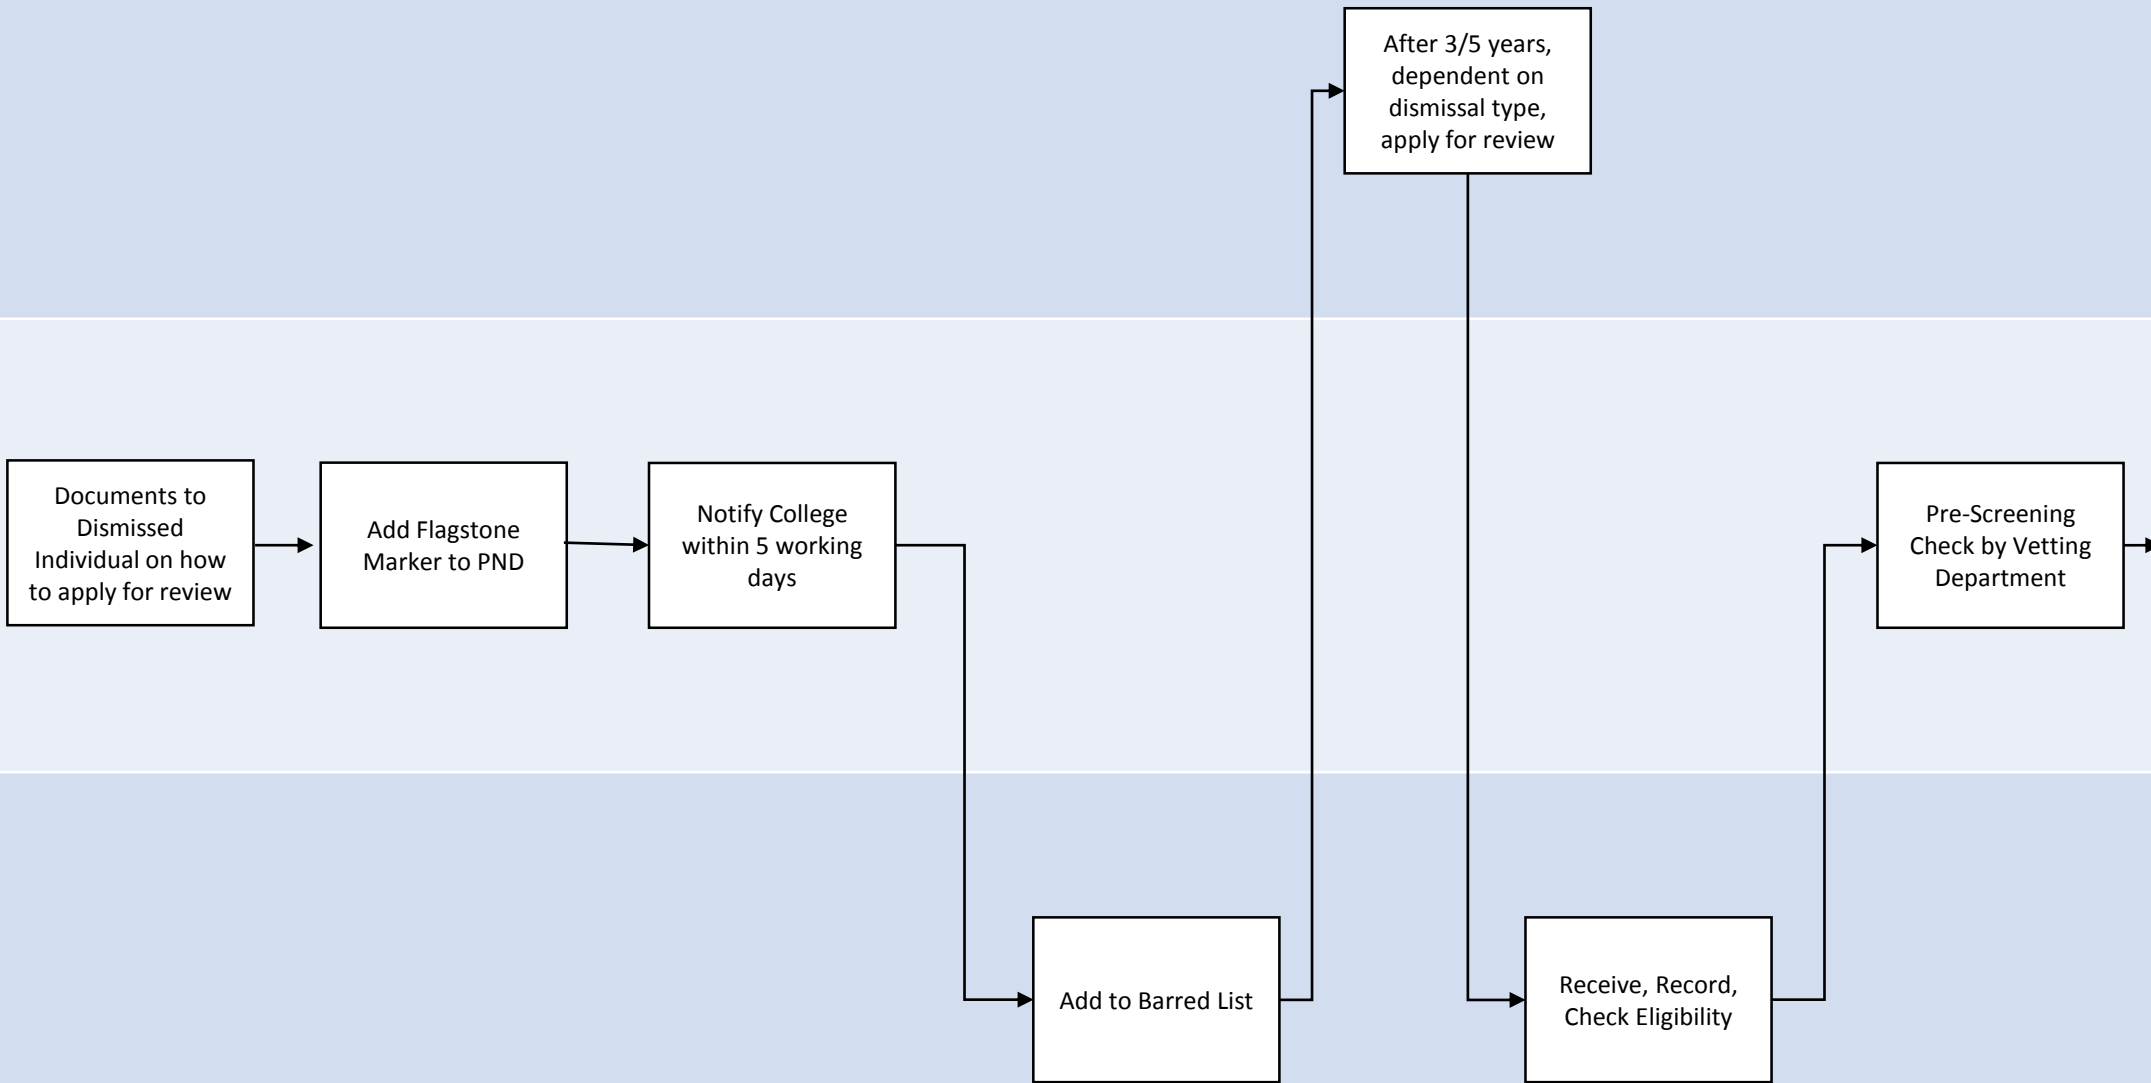 After 3/5 years,
dependent on
dismissal type,
apply for review
Documents to
Dismissed
Individual on how
to apply for review
Add Flagstone
Marker to PND
Notify College
within 5 working
days
Pre-Screening
Check by Vetting
Department
Add to Barred List
Receive, Record,
Check Eligibility